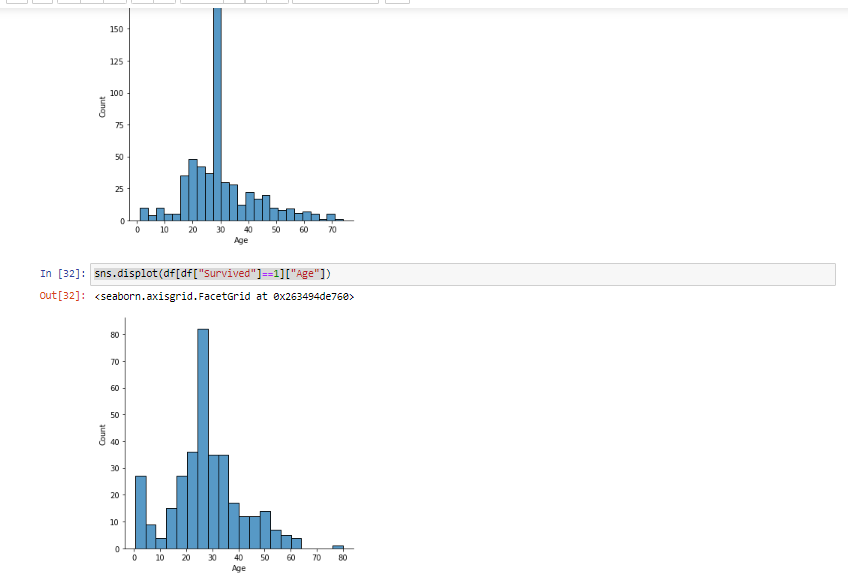 150
125
100
75
50
25
0
Count
0 10 20 30 40 50 60 70
Age
In [32]: sns.displot(df[df["Survived"]==1]["Age"])
Out[32]: <seaborn.axisgrid.FacetGrid at 0x263494de760>
80
70
60
50
40
30
20
10
0
Count
0 10 20 30 40 50 60 70 80
Age